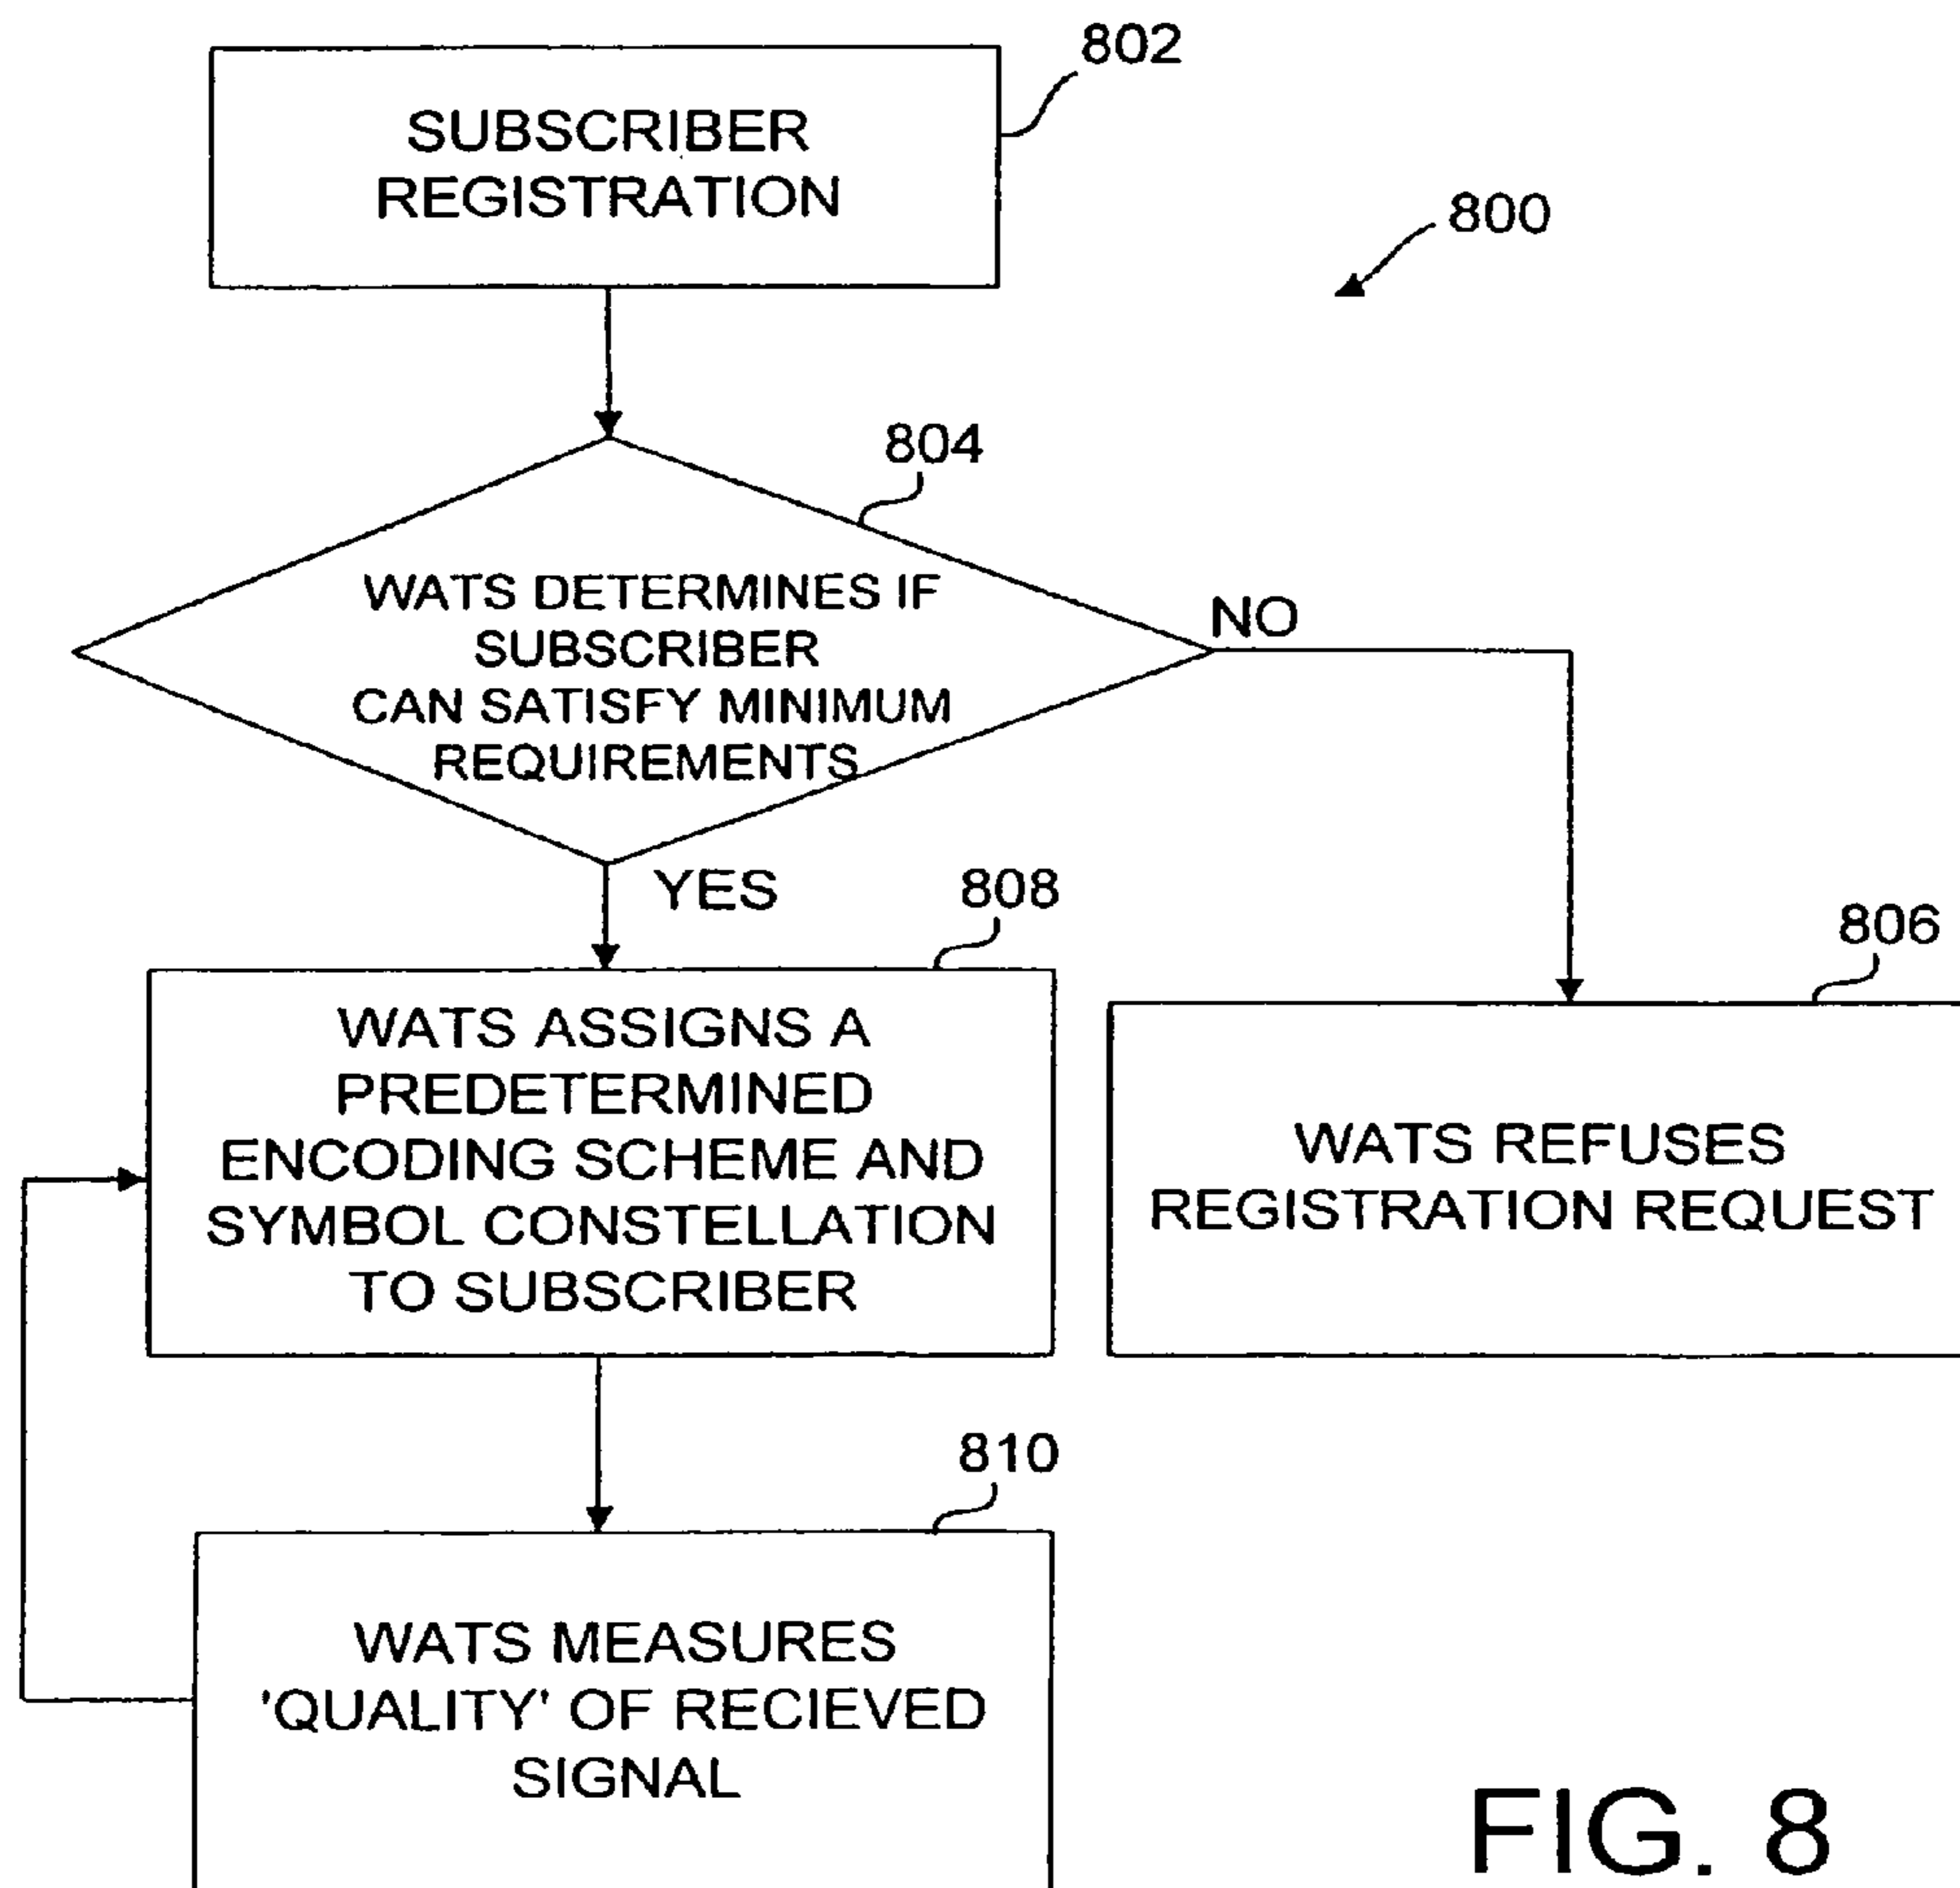 802
SUBSCRIBER
REGISTRATION
800
804
WATS DETERMINES IF
SUBSCRIBER
CAN SATISFY MINIMUM
REQUIREMENTS
NO
YES
808
806
WATS ASSIGNS A
PREDETERMINED
ENCODING SCHEME AND
SYMBOL CONSTELLATION
TO SUBSCRIBER
WATS REFUSES
REGISTRATION REQUEST
810
WATS MEASURES
'QUALITY' OF RECIEVED
SIGNAL
FIG. 8